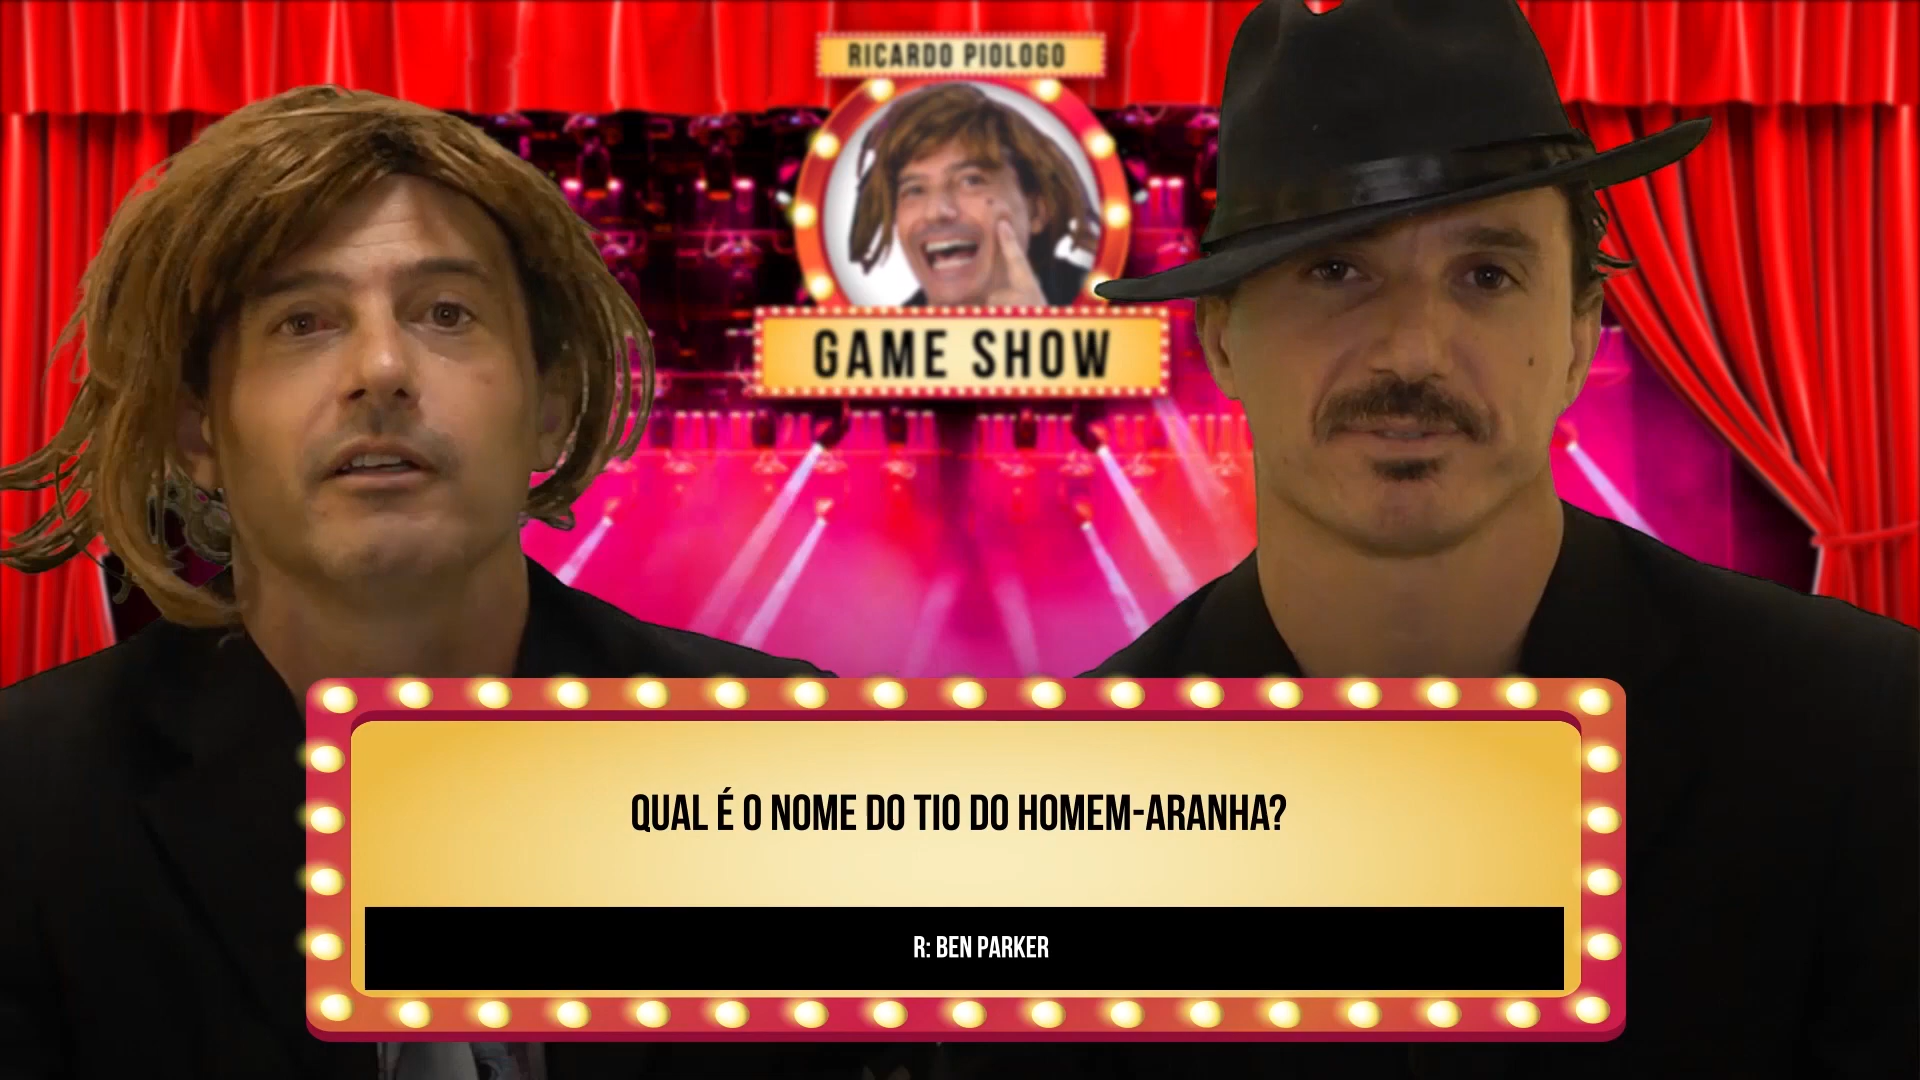 RICARDO PIOLOGO
GAME SHOW
QUAL É O NOME DO TIO DO HOMEM-ARANHA?
R: BEN PARKER